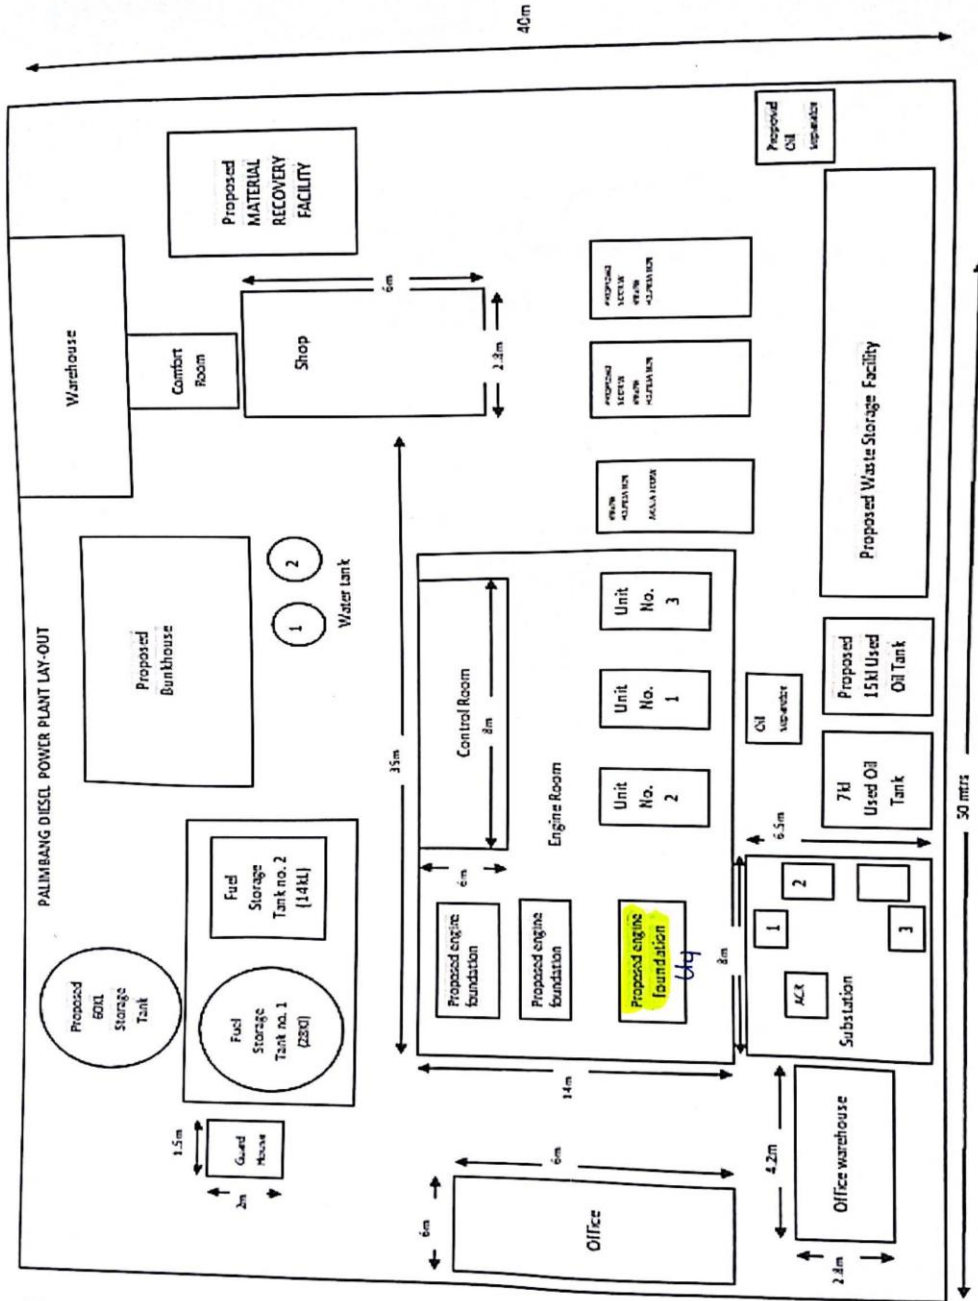 PALIMBANG DIESEL POWER PLANT LAY-OUT
40m
Warehouse
Proposed
MATERIAL
RECOVERY
FACILITY
Comfort
Room
Shop
6m
2.8m
Proposed
Bunkhouse
1
2
Water tank
Proposed
60KL
Storage
Tank
Fuel
Storage
Tank no. 1
(28Kl)
Fuel
Storage
Tank no. 2
(14kL)
1.5m
Guard
House
2m
35m
Control Room
8m
6m
Engine Room
Proposed engine
foundation
Proposed engine
foundation
Proposed engine
foundation
U4
Unit
No.
2
Unit
No.
1
Unit
No.
3
14m
6m
Office
6m
8m
6.5m
ACR
1
2
3
Substation
4.2m
Office warehouse
2.8m
Oil
separator
7kl
Used Oil
Tank
Proposed
15kl Used
Oil Tank
Proposed Waste Storage Facility
Proposed
Oil
separator
50 mtrs